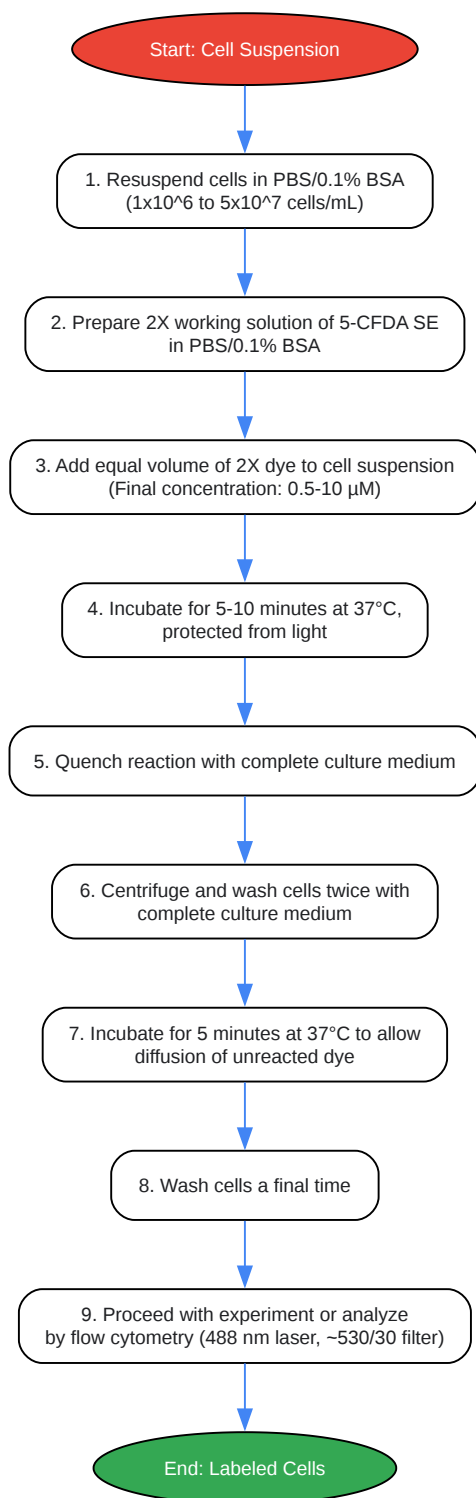 Start: Cell Suspension
1. Resuspend cells in PBS/0.1% BSA
(1x10^6 to 5x10^7 cells/mL)
2. Prepare 2X working solution of 5-CFDA SE
in PBS/0.1% BSA
3. Add equal volume of 2X dye to cell suspension
(Final concentration: 0.5-10 µM)
4. Incubate for 5-10 minutes at 37°C,
protected from light
5. Quench reaction with complete culture medium
6. Centrifuge and wash cells twice with
complete culture medium
7. Incubate for 5 minutes at 37°C to allow
diffusion of unreacted dye
8. Wash cells a final time
9. Proceed with experiment or analyze
by flow cytometry (488 nm laser, ~530/30 filter)
End: Labeled Cells